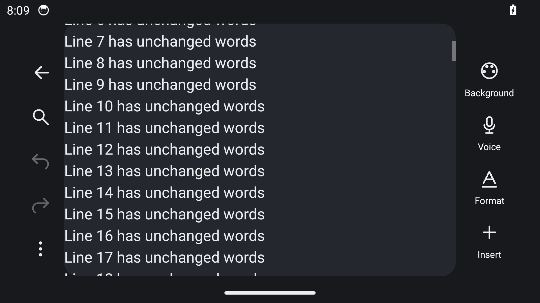 8:09
Line 7 has unchanged words
Line 8 has unchanged words
Line 9 has unchanged words
Line 10 has unchanged words
Line 11 has unchanged words
Line 12 has unchanged words
Line 13 has unchanged words
Line 14 has unchanged words
Line 15 has unchanged words
Line 16 has unchanged words
Line 17 has unchanged words
Background
Voice
Format
Insert